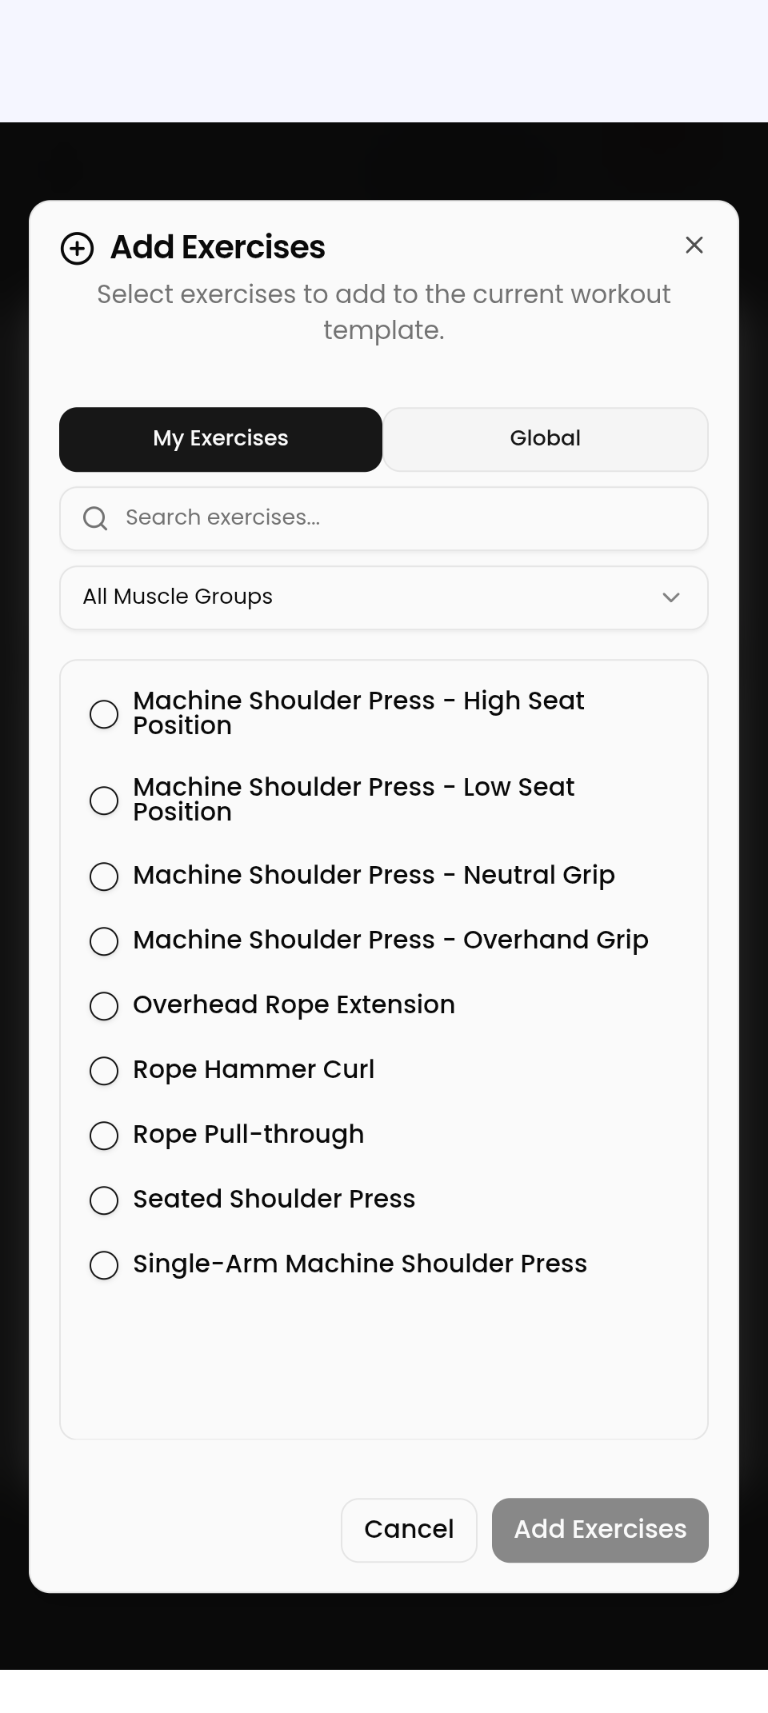 Add Exercises
Select exercises to add to the current workout
template.
My Exercises
Global
Search exercises...
All Muscle Groups
Machine Shoulder Press - High Seat
Position
Machine Shoulder Press - Low Seat
Position
Machine Shoulder Press - Neutral Grip
Machine Shoulder Press - Overhand Grip
Overhead Rope Extension
Rope Hammer Curl
Rope Pull-through
Seated Shoulder Press
Single-Arm Machine Shoulder Press
Cancel
Add Exercises